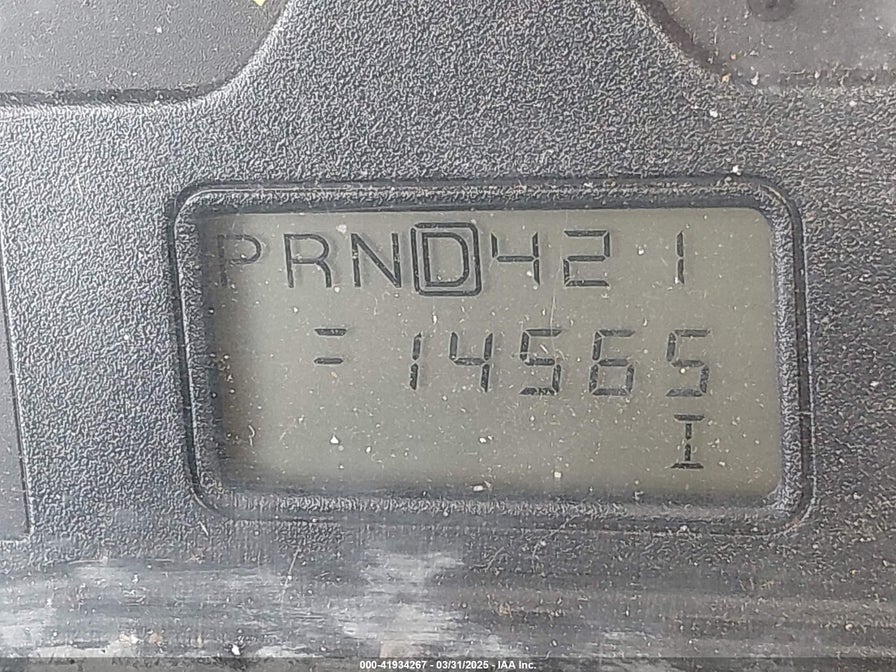 PRND421
=14565
I
000-41934267 - 03/31/2025 - IAA Inc.